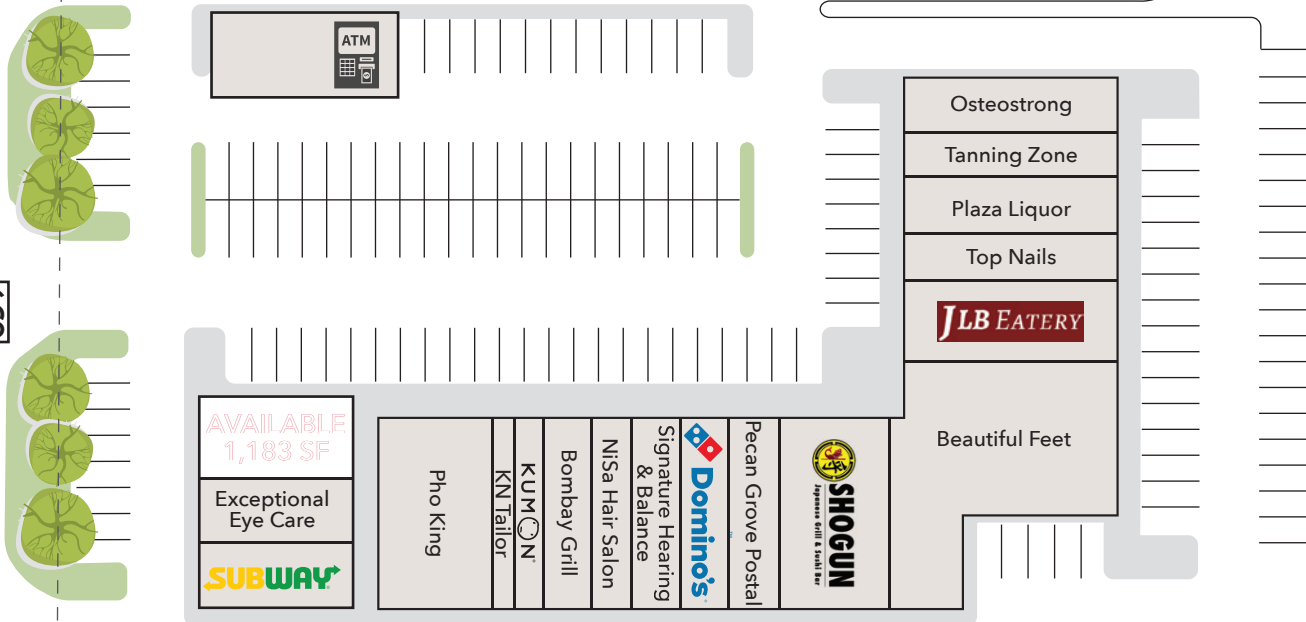 ATM
Osteostrong
Tanning Zone
Plaza Liquor
Top Nails
JLB EATERY
Beautiful Feet
AVAILABLE
1,183 SF
Exceptional
Eye Care
SUBWAY
Pho King
KN Tailor
KUMON
Bombay Grill
NiSa Hair Salon
Signature Hearing
& Balance
Domino's
Pecan Grove Postal
SHOGUN
Japanese Grill & Sushi Bar